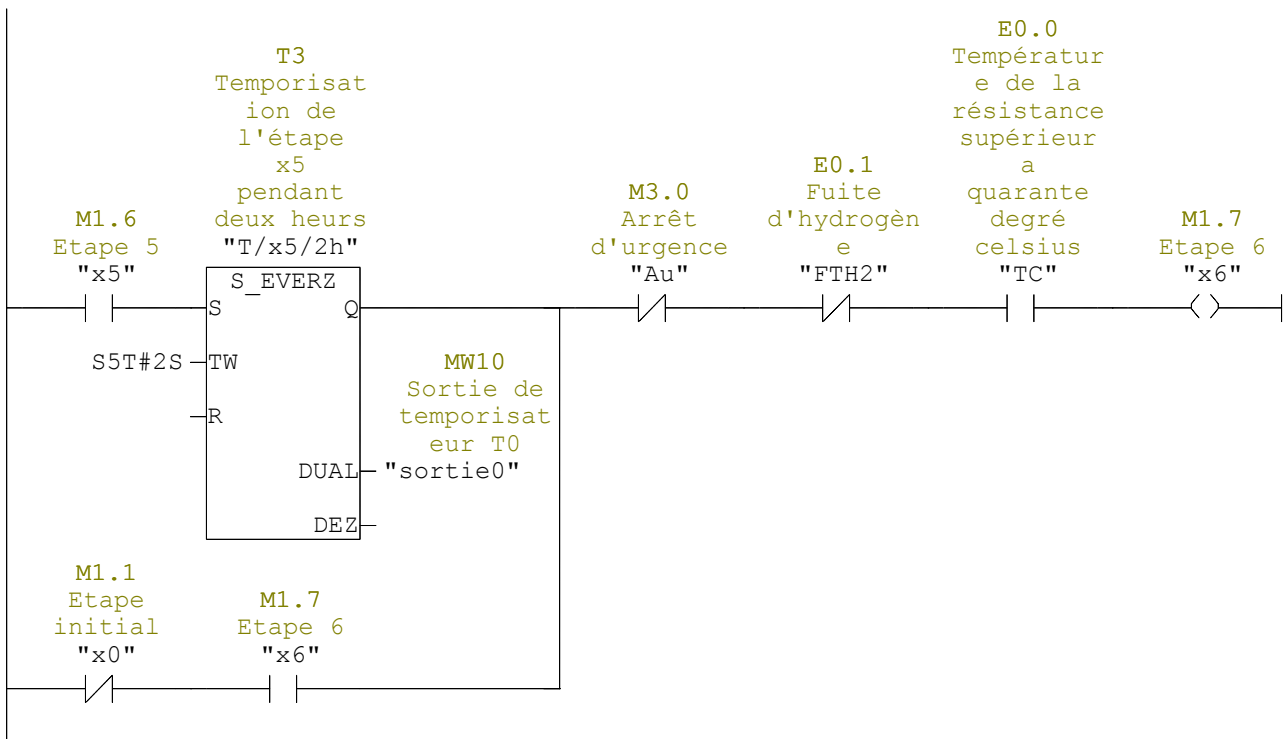 T3
Temporisat
ion de
l'étape
x5
pendant
deux heurs
"T/x5/2h"
E0.0
Températur
e de la
résistance
supérieur
a
quarante
degré
celsius
"TC"
M1.6
Etape 5
"x5"
M3.0
Arrêt
d'urgence
"Au"
E0.1
Fuite
d'hydrogèn
e
"FTH2"
M1.7
Etape 6
"x6"
S_EVERZ
S
Q
S5T#2S
TW
R
MW10
Sortie de
temporisat
eur T0
"sortie0"
DUAL
DEZ
M1.1
Etape
initial
"x0"
M1.7
Etape 6
"x6"